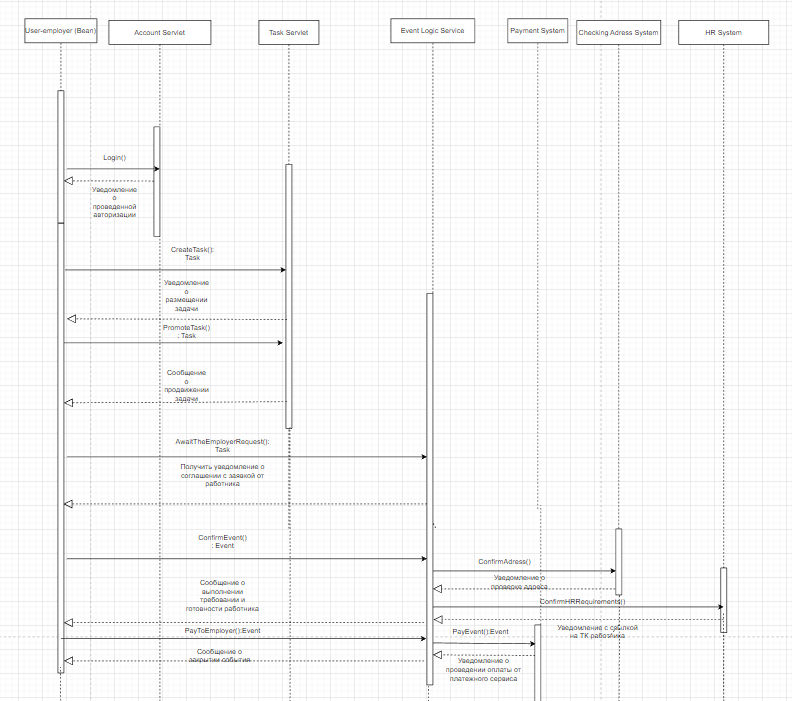 User-employer (Bean)
Account Servlet
Task Servlet
Event Logic Service
Payment System
Checking Adress System
HR System
Login()
Уведомление
о
проведенной
авторизации
CreateTask():
Task
Уведомление
о
размещении
задачи
PromoteTask()
: Task
Сообщение
о
продвижении
задачи
AwaitTheEmployerRequest():
Task
Получить уведомление о
соглашении с заявкой от
работника
ConfirmEvent()
: Event
ConfirmAdress()
Уведомление о
проверке адреса
Сообщение о
выполнении
требовании и
готовности работника
ConfirmHRRequirements()
Уведомление с ссылкой
на ТК работника
PayToEmployer():Event
PayEvent():Event
Сообщение о
закрытии события
Уведомление о
проведении оплаты от
платежного сервиса